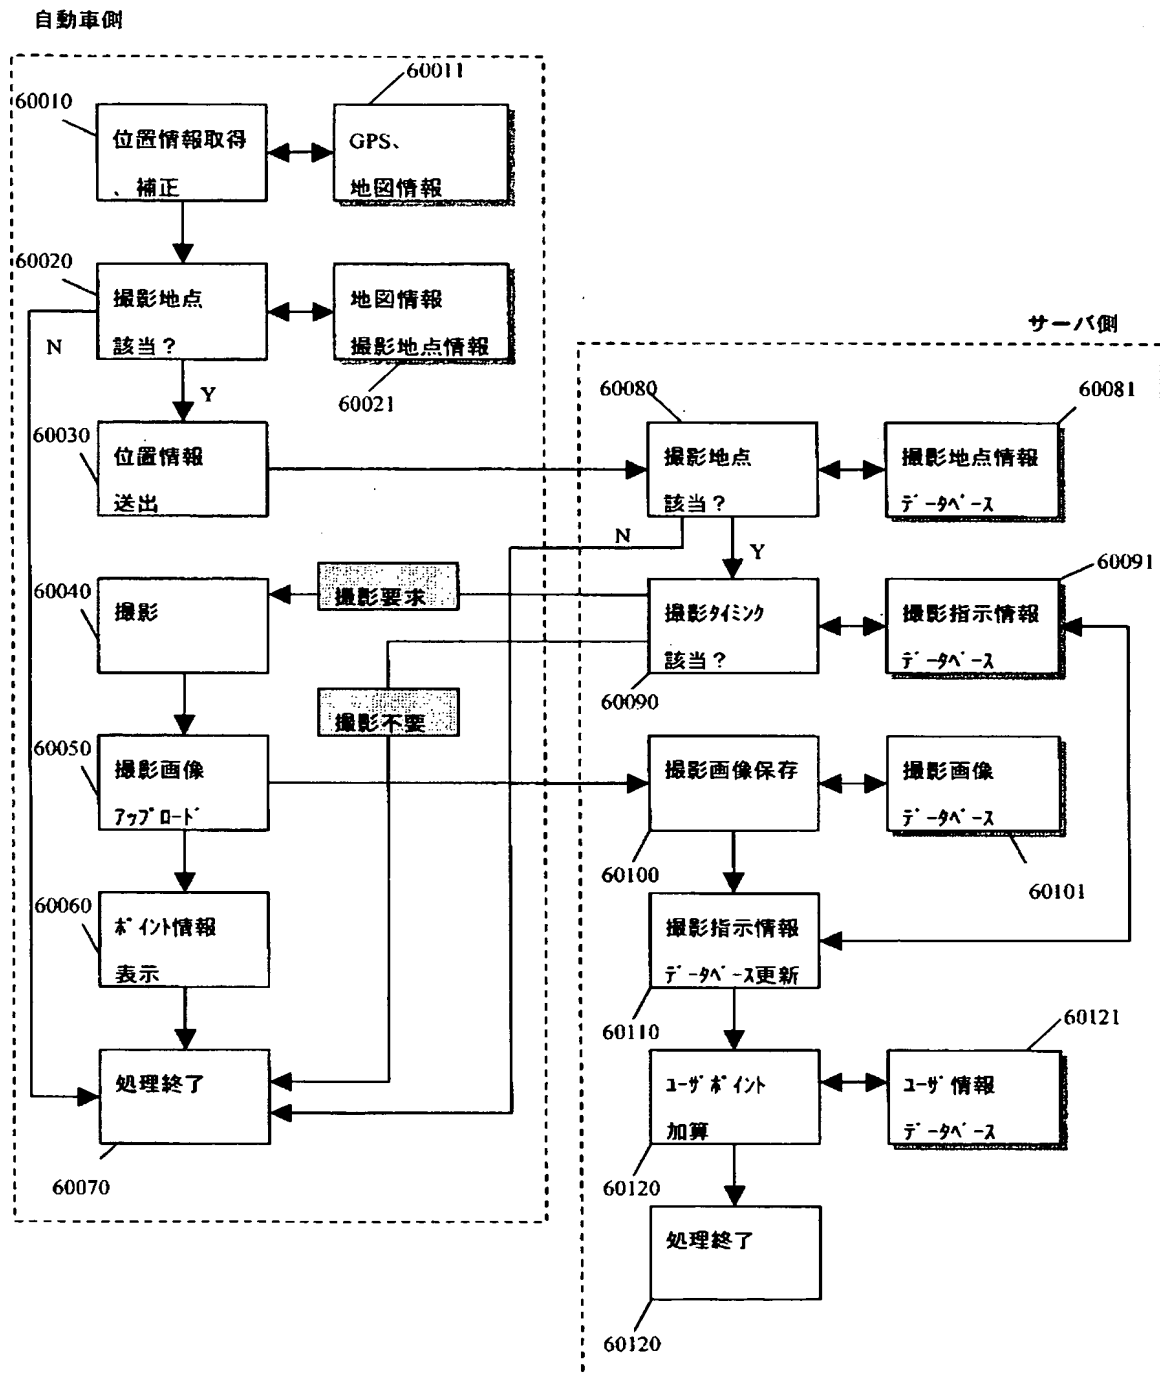 自動車側
60011
60010
位置情報取得
、補正
GPS、
地図情報
60020
撮影地点
該当?
地図情報
撮影地点情報
N
60021
Y
サーバ側
60080
60081
60030
位置情報
送出
撮影地点
該当?
撮影地点情報
データベース
N
Y
60091
60040
撮影
撮影要求
撮影タイミング
該当?
撮影指示情報
データベース
撮影不要
60090
60050
撮影画像
アップロード
撮影画像保存
撮影画像
データベース
60100
60101
60060
ポイント情報
表示
撮影指示情報
データベース更新
60110
60121
処理終了
ユーザポイント
加算
ユーザ情報
データベース
60070
60120
処理終了
60120